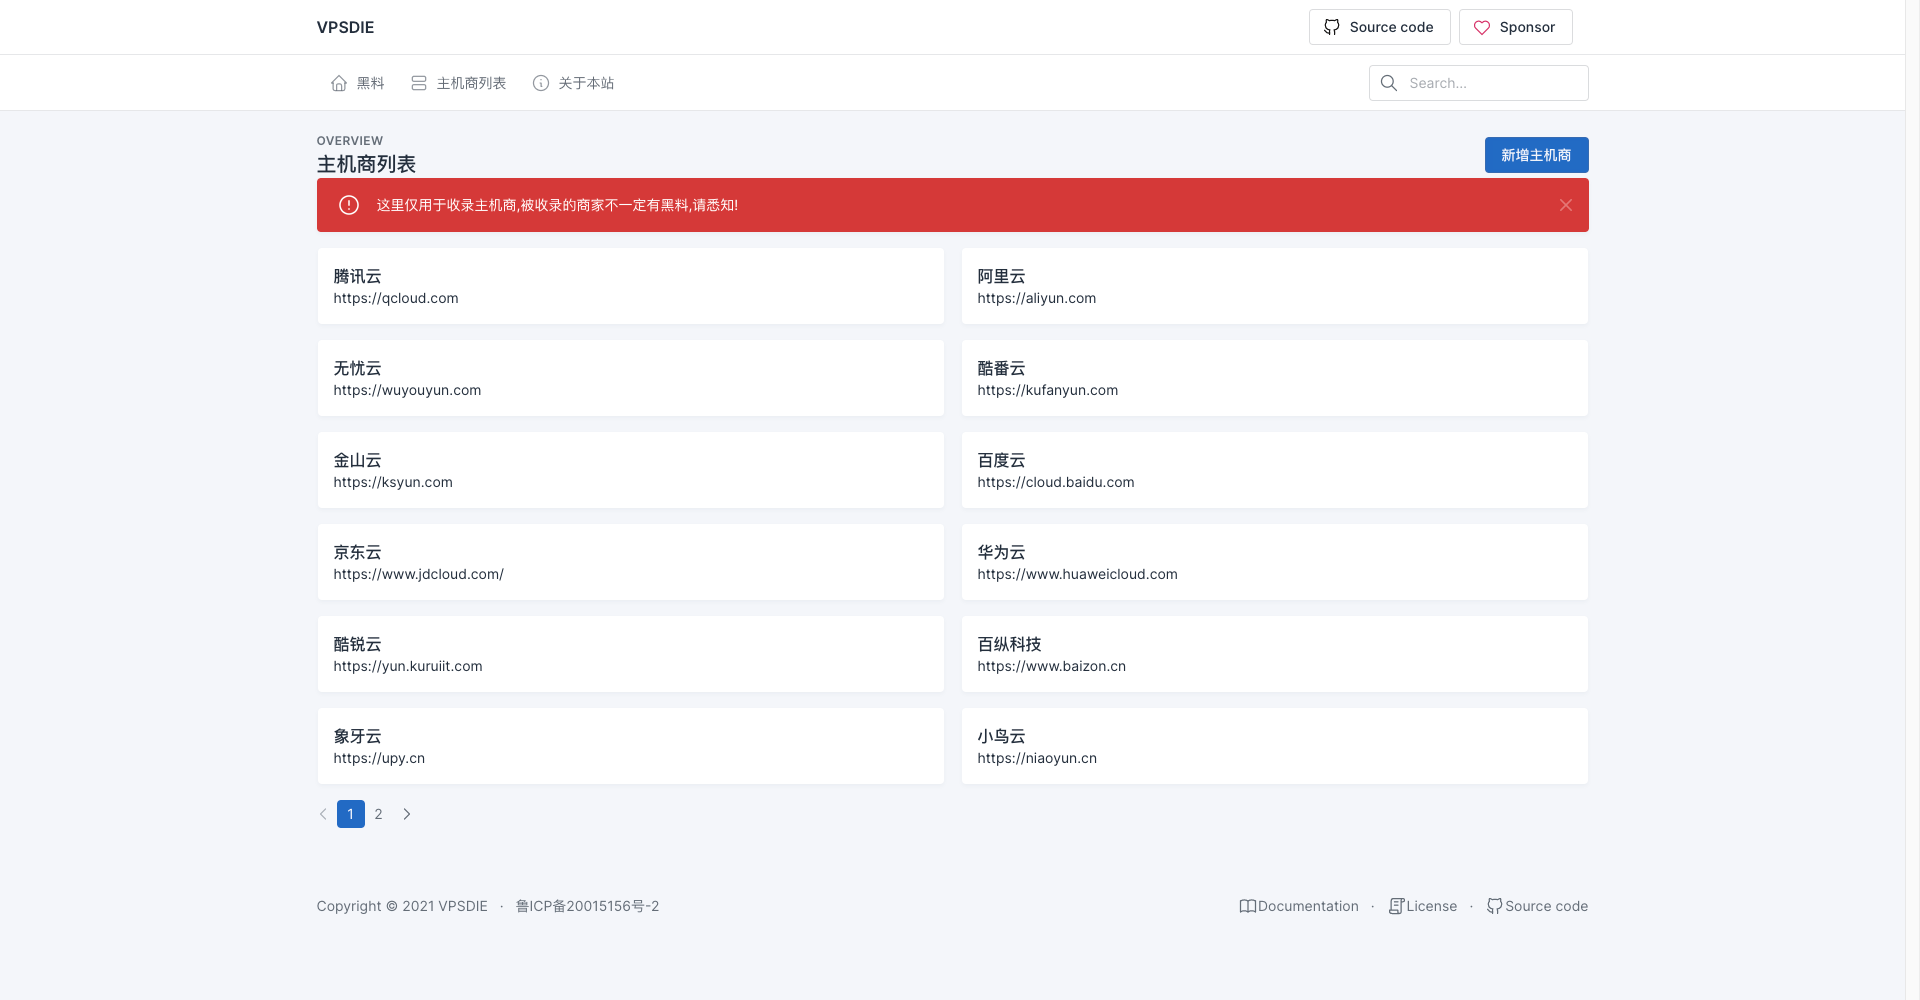 VPSDIE
Source code
Sponsor
黑料
主机商列表
关于本站
Search...
OVERVIEW
主机商列表
新增主机商
这里仅用于收录主机商,被收录的商家不一定有黑料,请悉知!
腾讯云
https://qcloud.com
阿里云
https://aliyun.com
无忧云
https://wuyouyun.com
酷番云
https://kufanyun.com
金山云
https://ksyun.com
百度云
https://cloud.baidu.com
京东云
https://www.jdcloud.com/
华为云
https://www.huaweicloud.com
酷锐云
https://yun.kuruiit.com
百纵科技
https://www.baizon.cn
象牙云
https://upy.cn
小鸟云
https://niaoyun.cn
1 2
Copyright © 2021 VPSDIE · 鲁ICP备20015156号-2
Documentation · License · Source code